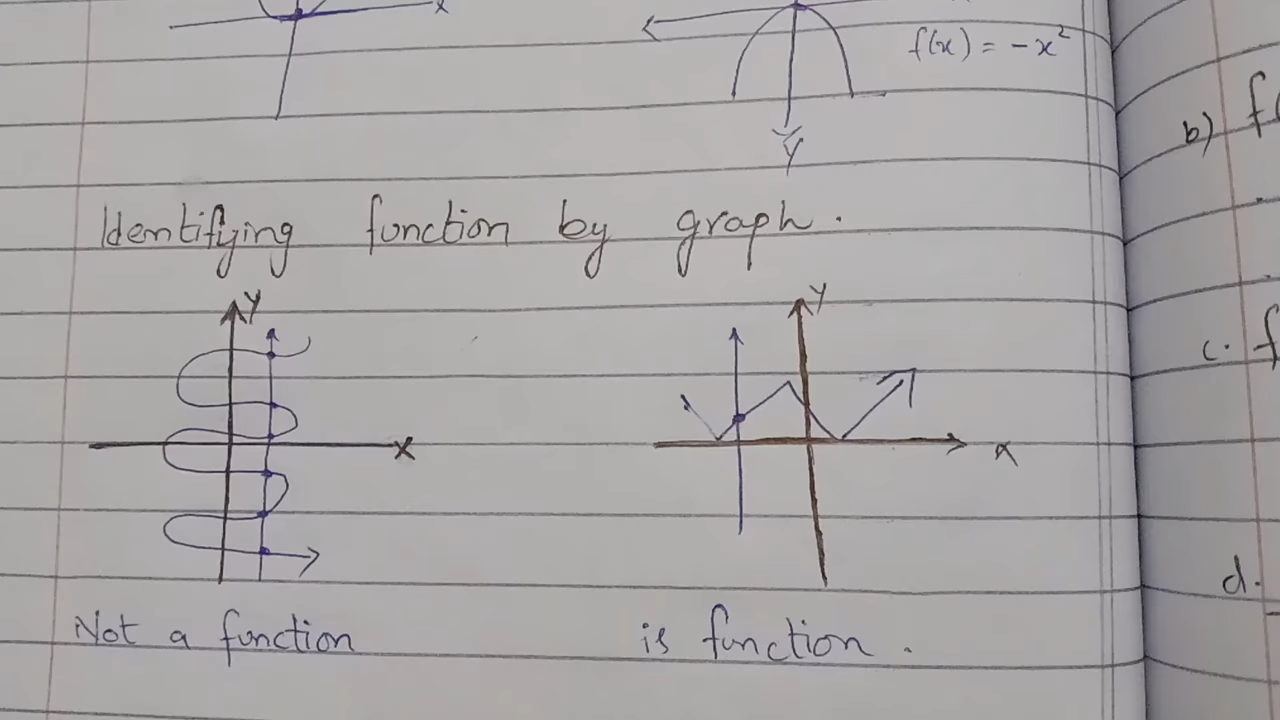 x
f(x) = -x²
y
b) f(
Identifying function by graph.
y
y
c. f
x
x
d.
Not a function
is function.